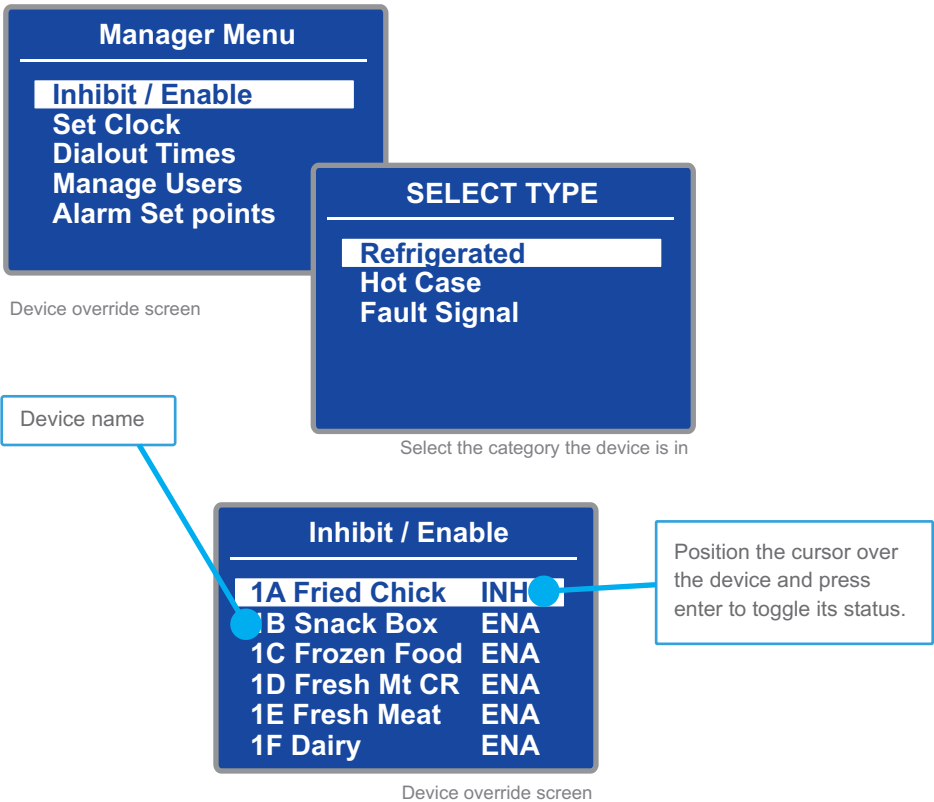 Manager Menu
Inhibit / Enable
Set Clock
Dialout Times
Manage Users
Alarm Set points
Device override screen
SELECT TYPE
Refrigerated
Hot Case
Fault Signal
Select the category the device is in
Device name
Inhibit / Enable
1A Fried Chick INH
1B Snack Box ENA
1C Frozen Food ENA
1D Fresh Mt CR ENA
1E Fresh Meat ENA
1F Dairy ENA
Position the cursor over
the device and press
enter to toggle its status.
Device override screen